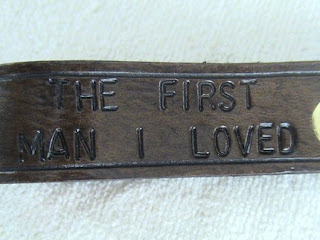 THE FIRST
MAN I LOVED